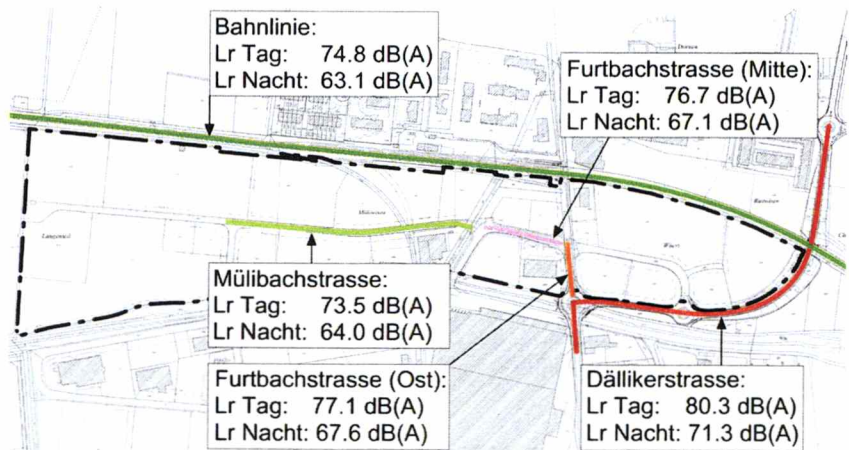 Bahnlinie:
Lr Tag: 74.8 dB(A)
Lr Nacht: 63.1 dB(A)
Furtbachstrasse (Mitte):
Lr Tag: 76.7 dB(A)
Lr Nacht: 67.1 dB(A)
Mülibachstrasse:
Lr Tag: 73.5 dB(A)
Lr Nacht: 64.0 dB(A)
Furtbachstrasse (Ost):
Lr Tag: 77.1 dB(A)
Lr Nacht: 67.6 dB(A)
Dällikerstrasse:
Lr Tag: 80.3 dB(A)
Lr Nacht: 71.3 dB(A)